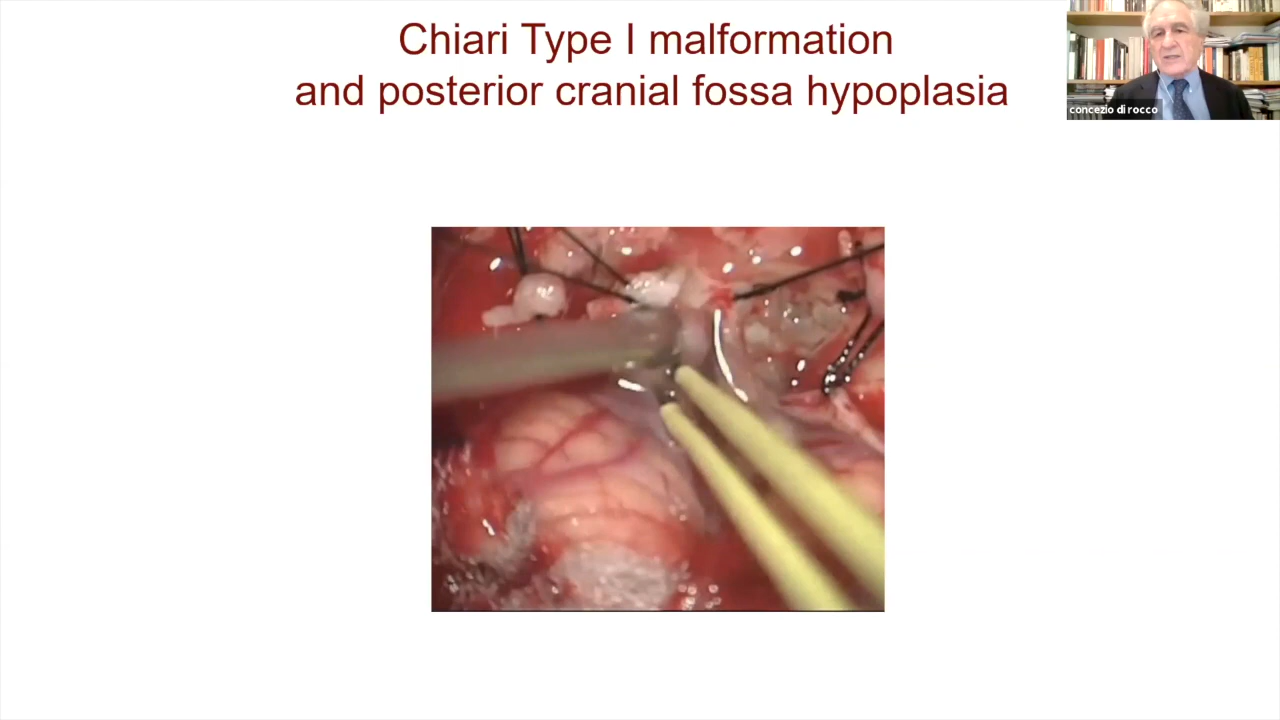 Chiari Type I malformation
and posterior cranial fossa hypoplasia
concezio di rocco